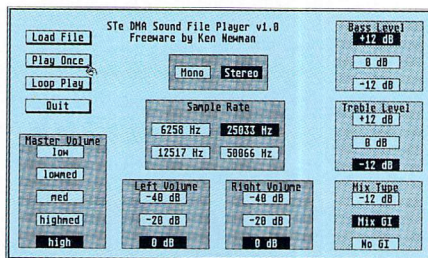 STe DMA Sound File Player v1.0
Freeware by Ken Newman
Load File
Play Once
Loop Play
Quit
Mono Stereo
Sample Rate
6258 Hz 25033 Hz
12517 Hz 50066 Hz
Master Volume
low
lowmed
med
highmed
high
Left Volume
-40 dB
-20 dB
0 dB
Right Volume
-40 dB
-20 dB
0 dB
Bass Level
+12 dB
0 dB
-12 dB
Treble Level
+12 dB
0 dB
-12 dB
Mix Type
-12 dB
Mix GI
No GI